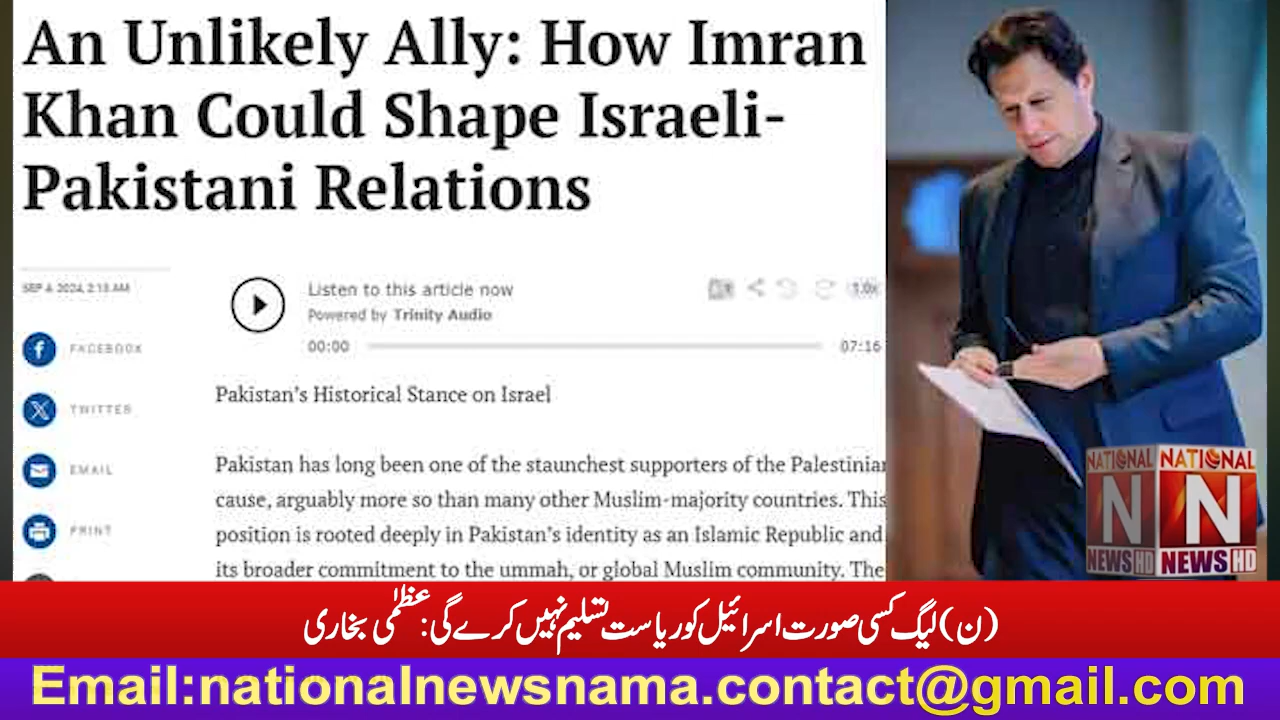 An Unlikely Ally: How Imran
Khan Could Shape Israeli-
Pakistani Relations
SEP 4, 2024, 2:15 AM
Listen to this article now
Powered by Trinity Audio
1.0x
00:00
07:16
FACEBOOK
TWITTER
EMAIL
PRINT
Pakistan's Historical Stance on Israel
Pakistan has long been one of the staunchest supporters of the Palestinian
cause, arguably more so than many other Muslim-majority countries. This
position is rooted deeply in Pakistan's identity as an Islamic Republic and
its broader commitment to the ummah, or global Muslim community. The
NATIONAL NATIONAL
N N
NEWS HD NEWS HD
(ن) لیگ کسی صورت اسرائیل کو ریاست تسلیم نہیں کرے گی: عظمٰی بخاری
Email:nationalnewsnama.contact@gmail.com